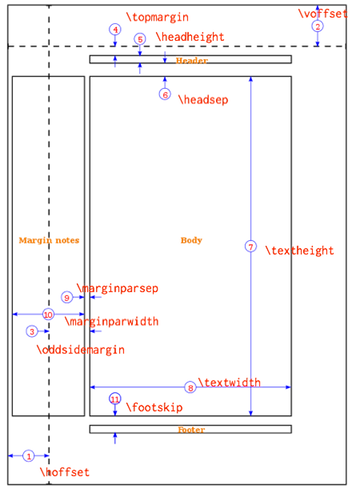 \topmargin
\voffset
4
2
5
\headheight
Header
6
\headsep
Margin notes
Body
7
\textheight
9
\marginparsep
10
\marginparwidth
3
\oddsidemargin
8
\textwidth
11
\footskip
Footer
1
\hoffset